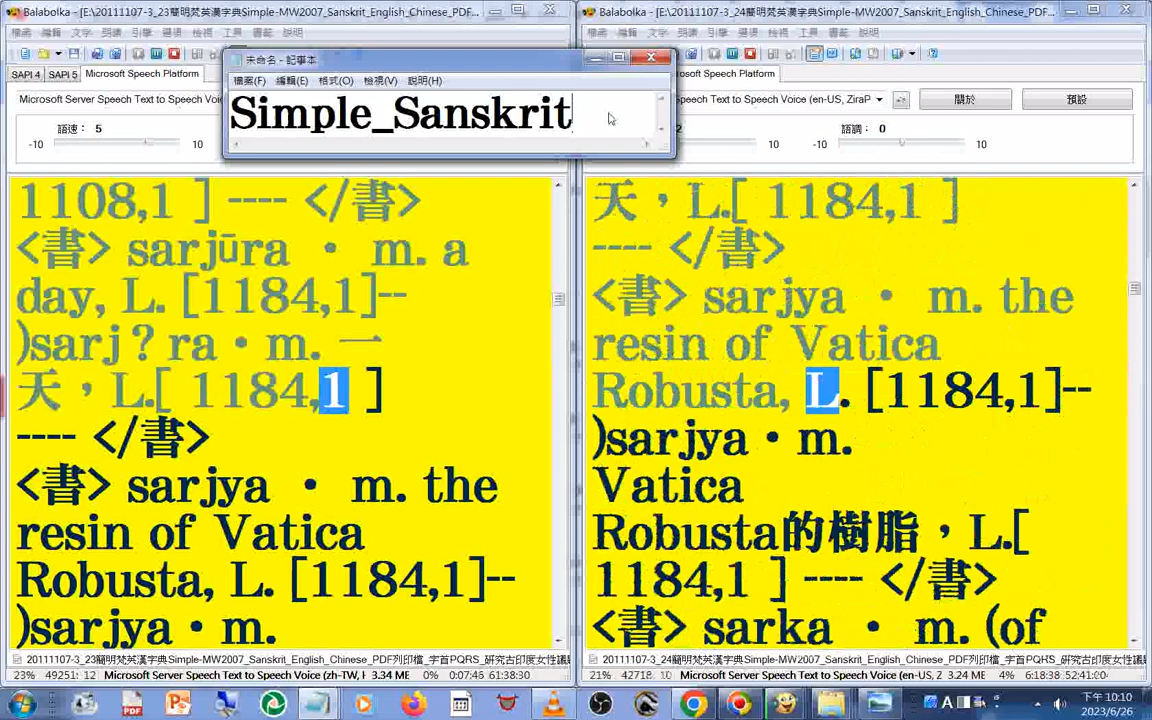 Balabolka - [E:\20111107-3_23簡明梵英漢字典Simple-MW2007_Sanskrit_English_Chinese_PDF...
Balabolka - [E:\20111107-3_24簡明梵英漢字典Simple-MW2007_Sanskrit_English_Chinese_PDF...
未命名 - 記事本
檔案(F) 編輯(E) 格式(O) 檢視(V) 說明(H)
Simple_Sanskrit
SAPI 4 SAPI 5 Microsoft Speech Platform
Microsoft Server Speech Text to Speech Voice
語速: 5
-10 10
Speech Platform
Speech Text to Speech Voice (en-US, ZiraP
關於 預設
2 語調: 0
10 -10 10
1108,1 ] ---- </書>
<書> sarjūra • m. a
day, L. [1184,1]--
)sarj? ra • m. 一
天，L.[ 1184,1 ]
---- </書>
<書> sarjya • m. the
resin of Vatica
Robusta, L. [1184,1]--
)sarjya • m.
天，L.[ 1184,1 ]
---- </書>
<書> sarjya • m. the
resin of Vatica
Robusta, L. [1184,1]--
)sarjya • m.
Vatica
Robusta的樹脂，L.[
1184,1 ] ---- </書>
<書> sarka • m. (of
20111107-3_23簡明梵英漢字典Simple-MW2007_Sanskrit_English_Chinese_PDF列印檔_字首PQRS_研究古印度女性議
23% 49251: 12 Microsoft Server Speech Text to Speech Voice (zh-TW, 3.34 MB 0% 0:07:46 61:38:30
20111107-3_24簡明梵英漢字典Simple-MW2007_Sanskrit_English_Chinese_PDF列印檔_字首PQRS_研究古印度女性議
21% 42718: Microsoft Server Speech Text to Speech Voice (en-US, 3.24 MB 4% 6:18:38 52:41:0
下午 10:10
2023/6/26